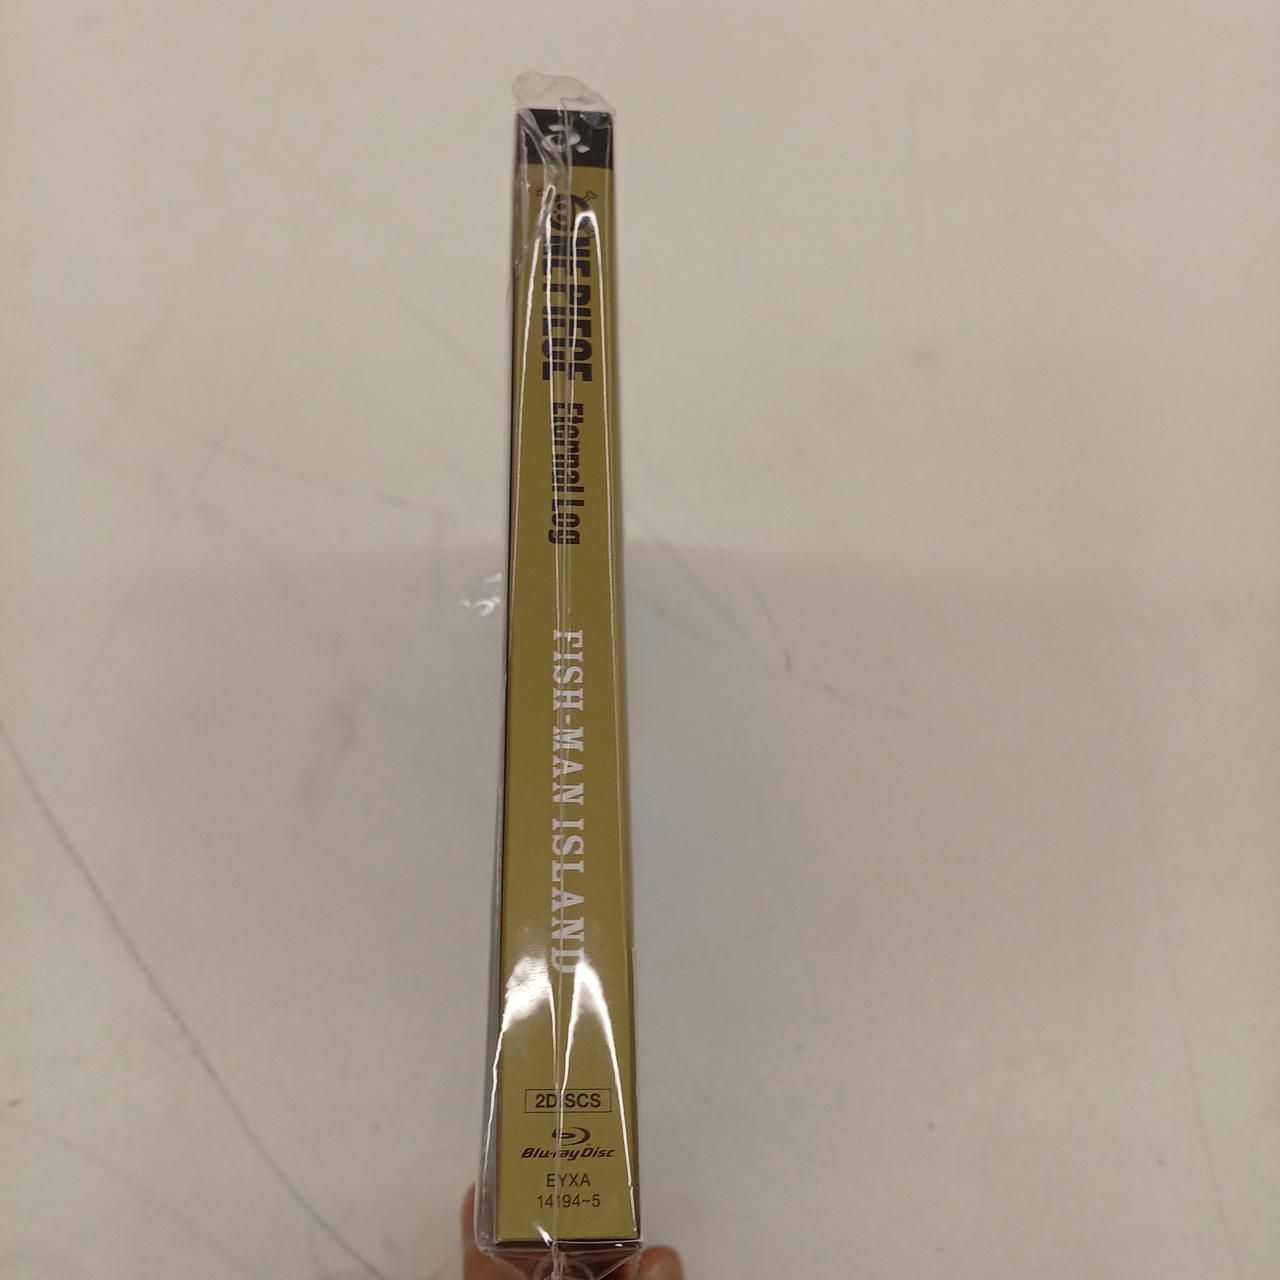 ONE PIECE
Eternal Log
FISH-MAN ISLAND
2DISCS
Blu-ray Disc
EYXA
14194~5